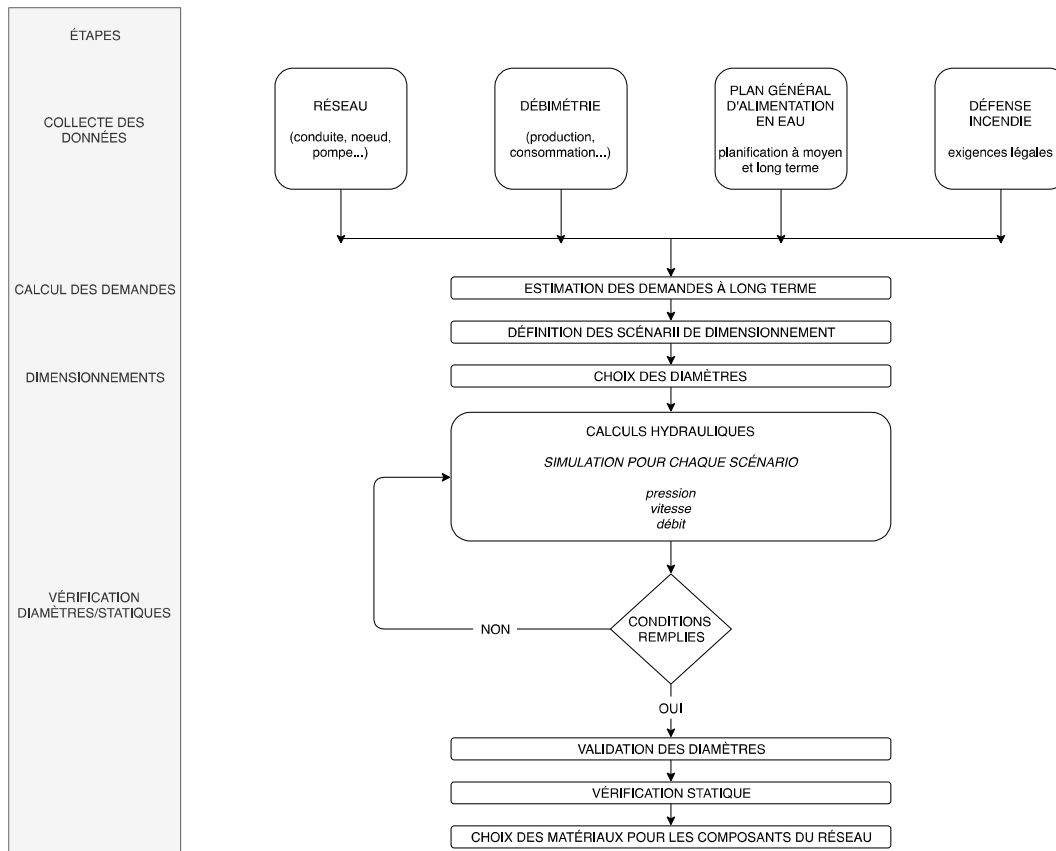 ÉTAPES
COLLECTE DES
DONNÉES
RÉSEAU
(conduite, noeud,
pompe...)
DÉBIMÉTRIE
(production,
consommation...)
PLAN GÉNÉRAL
D'ALIMENTATION
EN EAU
planification à moyen
et long terme
DÉFENSE
INCENDIE
exigences légales
CALCUL DES DEMANDES
ESTIMATION DES DEMANDES À LONG TERME
DÉFINITION DES SCÉNARII DE DIMENSIONNEMENT
DIMENSIONNEMENTS
CHOIX DES DIAMÈTRES
CALCULS HYDRAULIQUES
SIMULATION POUR CHAQUE SCÉNARIO
pression
vitesse
débit
VÉRIFICATION
DIAMÈTRES/STATIQUES
CONDITIONS
REMPLIES
NON
OUI
VALIDATION DES DIAMÈTRES
VÉRIFICATION STATIQUE
CHOIX DES MATÉRIAUX POUR LES COMPOSANTS DU RÉSEAU